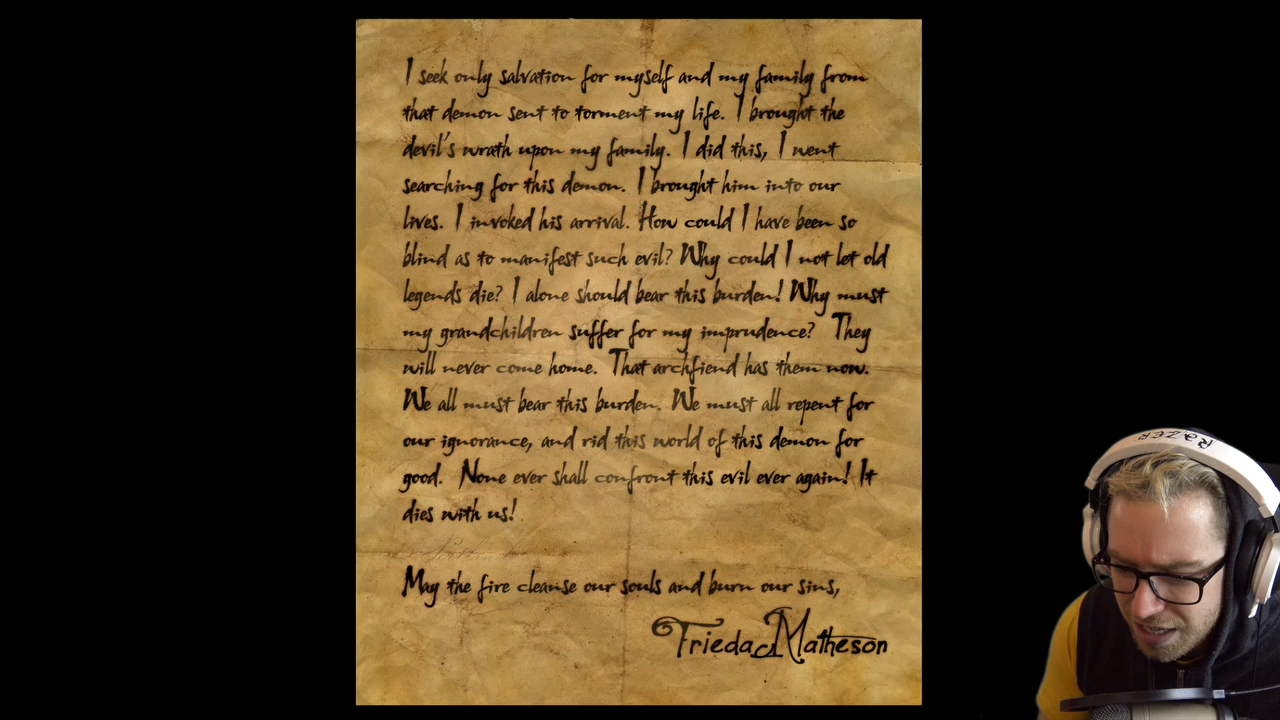 I seek only salvation for myself and my family from
that demon sent to torment my life. I brought the
devil's wrath upon my family. I did this, I went
searching for this demon. I brought him into our
lives. I invoked his arrival. How could I have been so
blind as to manifest such evil? Why could I not let old
legends die? I alone should bear this burden! Why must
my grandchildren suffer for my imprudence? They
will never come home. That archfiend has them now.
We all must bear this burden. We must all repent for
our ignorance, and rid this world of this demon for
good. None ever shall confront this evil ever again! It
dies with us!
May the fire cleanse our souls and burn our sins,
Frieda Matheson
RAZER